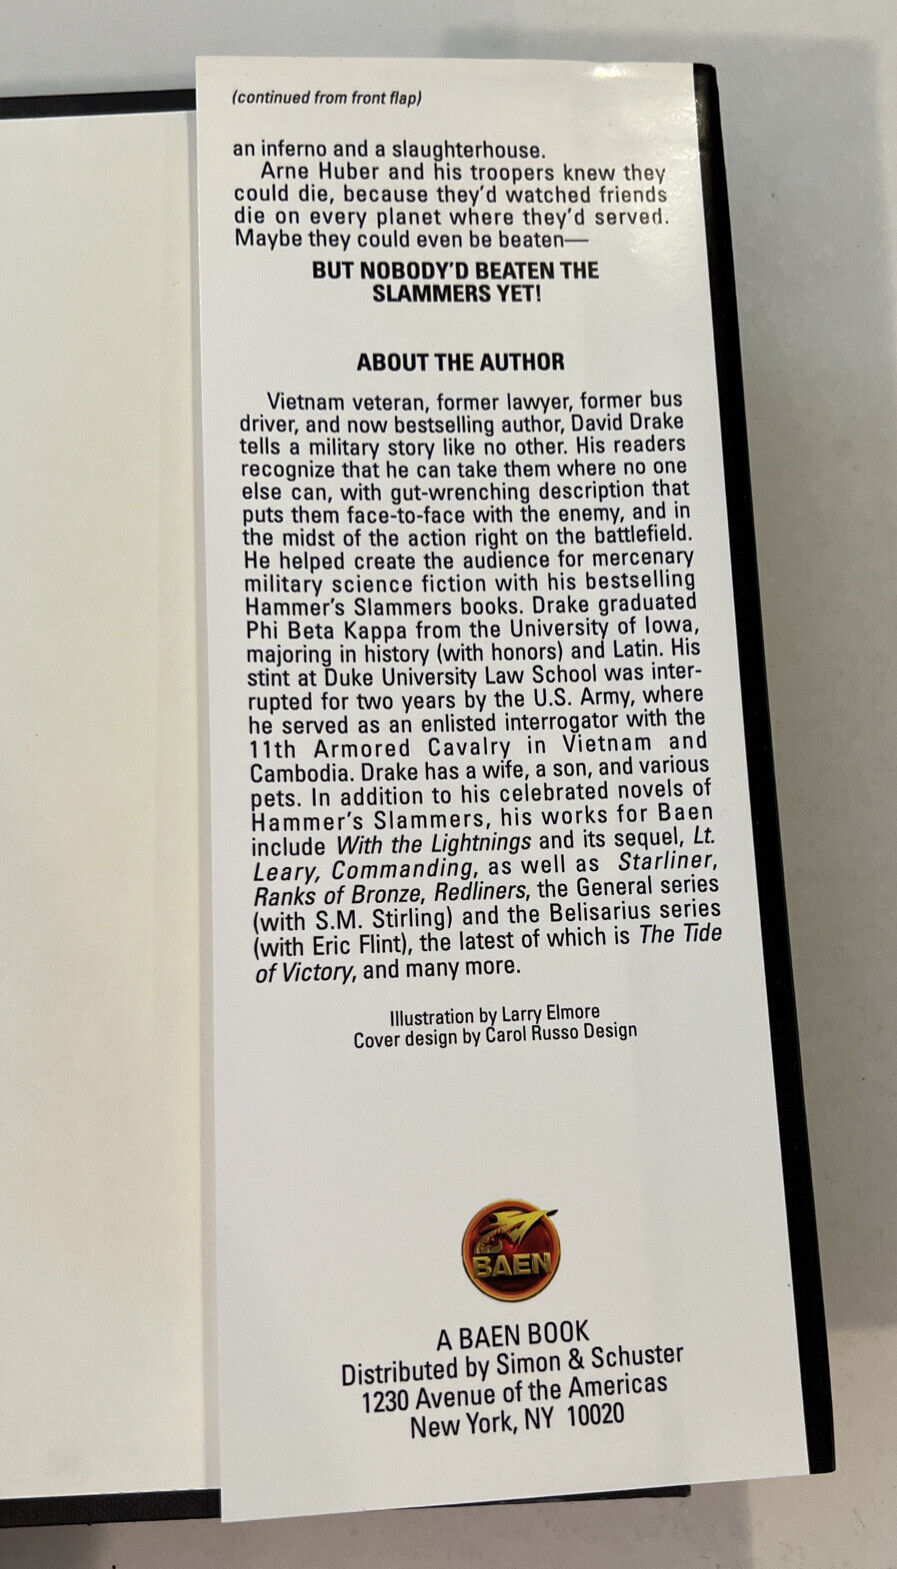 (continued from front flap)
an inferno and a slaughterhouse.
Arne Huber and his troopers knew they
could die, because they'd watched friends
die on every planet where they'd served.
Maybe they could even be beaten—
BUT NOBODY'D BEATEN THE
SLAMMERS YET!
ABOUT THE AUTHOR
Vietnam veteran, former lawyer, former bus
driver, and now bestselling author, David Drake
tells a military story like no other. His readers
recognize that he can take them where no one
else can, with gut-wrenching description that
puts them face-to-face with the enemy, and in
the midst of the action right on the battlefield.
He helped create the audience for mercenary
military science fiction with his bestselling
Hammer's Slammers books. Drake graduated
Phi Beta Kappa from the University of Iowa,
majoring in history (with honors) and Latin. His
stint at Duke University Law School was inter-
rupted for two years by the U.S. Army, where
he served as an enlisted interrogator with the
11th Armored Cavalry in Vietnam and
Cambodia. Drake has a wife, a son, and various
pets. In addition to his celebrated novels of
Hammer's Slammers, his works for Baen
include With the Lightnings and its sequel, Lt.
Leary, Commanding, as well as Starliner,
Ranks of Bronze, Redliners, the General series
(with S.M. Stirling) and the Belisarius series
(with Eric Flint), the latest of which is The Tide
of Victory, and many more.
Illustration by Larry Elmore
Cover design by Carol Russo Design
BAEN
A BAEN BOOK
Distributed by Simon & Schuster
1230 Avenue of the Americas
New York, NY 10020